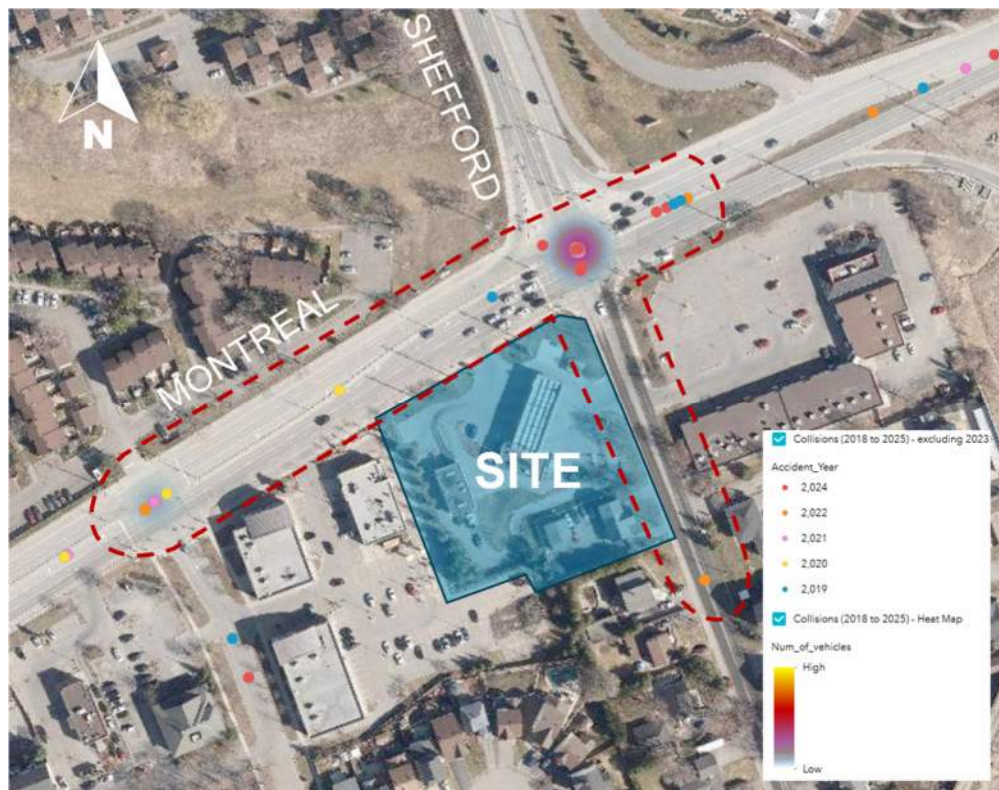 SHEFFORD
N
MONTREAL
SITE
Collisions (2018 to 2025) - excluding 2023
Accident_Year
2,024
2,022
2,021
2,020
2,019
Collisions (2018 to 2025) - Heat Map
Num_of_vehicles
High
Low